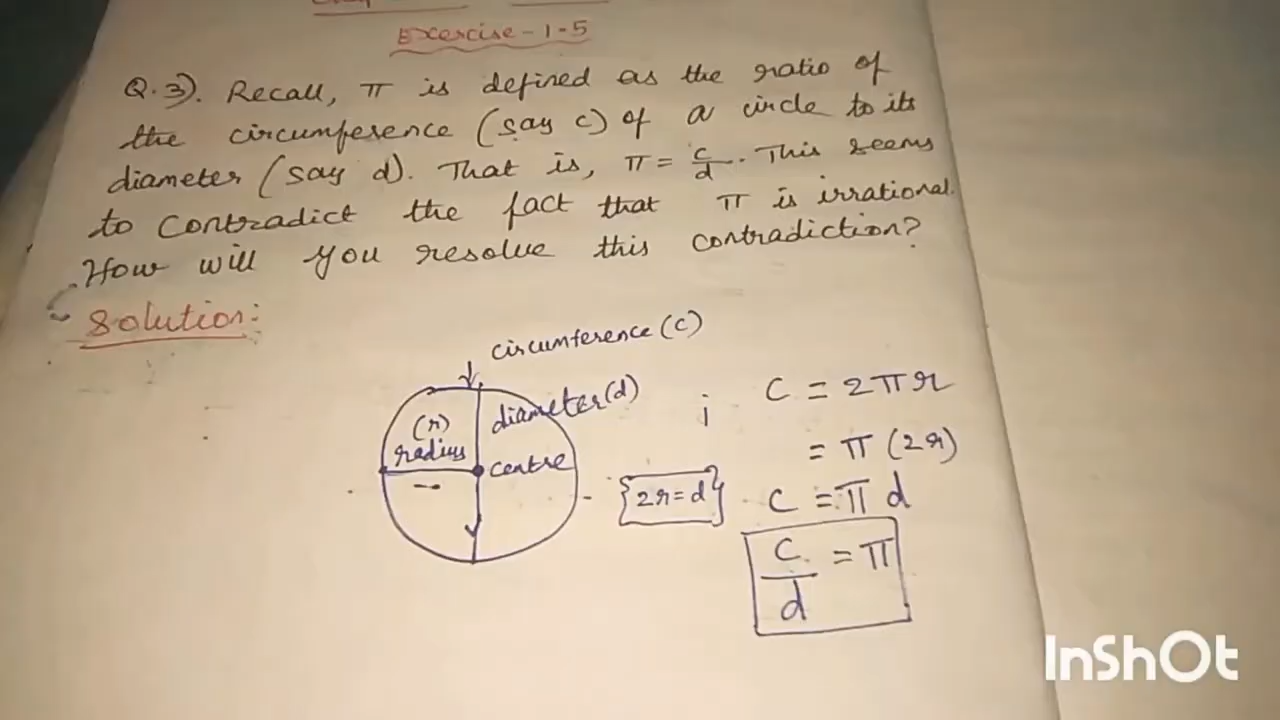 Exercise - 1.5
Q.3). Recall, π is defined as the ratio of
the circumference (say c) of a circle to its
diameter (say d). That is, π = c/d. This seems
to contradict the fact that π is irrational.
How will you resolve this contradiction?
Solution:
circumference (c)
diameter(d)
(r)
radius
centre
{2r=d}
; C = 2πr
= π (2r)
C = π d
C/d = π
InShOt